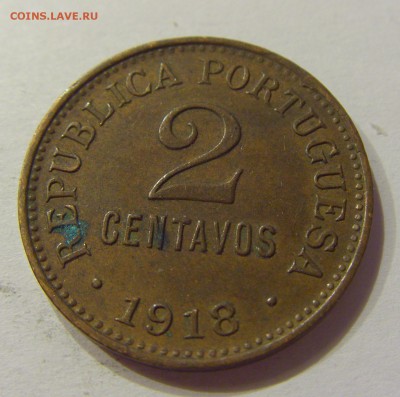 COINS.LAVE.RU
REPUBLICA PORTUGUESA
2
CENTAVOS
· 1918 ·